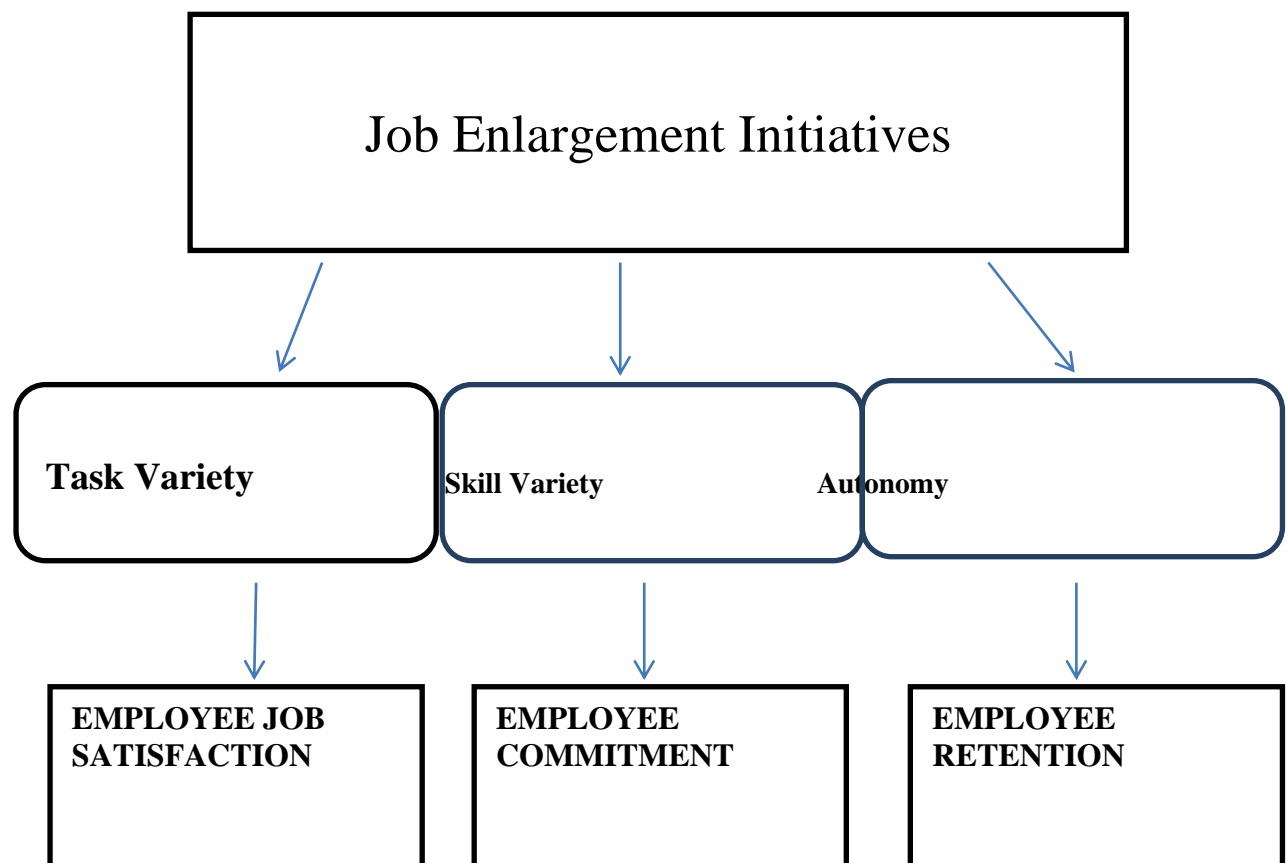 Job Enlargement Initiatives
Task Variety
Skill Variety
Autonomy
EMPLOYEE JOB
SATISFACTION
EMPLOYEE
COMMITMENT
EMPLOYEE
RETENTION